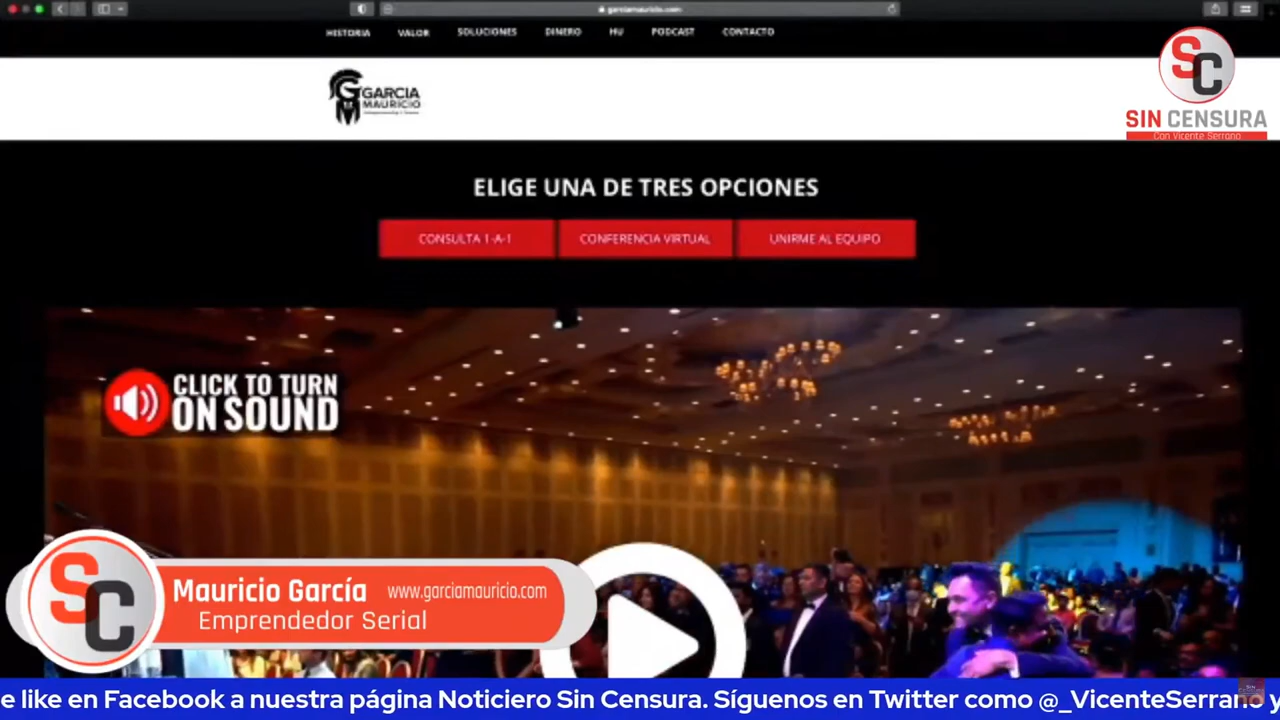 garciamauricio.com
HISTORIA VALOR SOLUCIONES DINERO HU PODCAST CONTACTO
GARCIA
MAURICIO
SC
SIN CENSURA
Con Vicente Serrano
ELIGE UNA DE TRES OPCIONES
CONSULTA 1-A-1 CONFERENCIA VIRTUAL UNIRME AL EQUIPO
CLICK TO TURN
ON SOUND
SC
Mauricio García www.garciamauricio.com
Emprendedor Serial
e like en Facebook a nuestra página Noticiero Sin Censura. Síguenos en Twitter como @_VicenteSerrano y